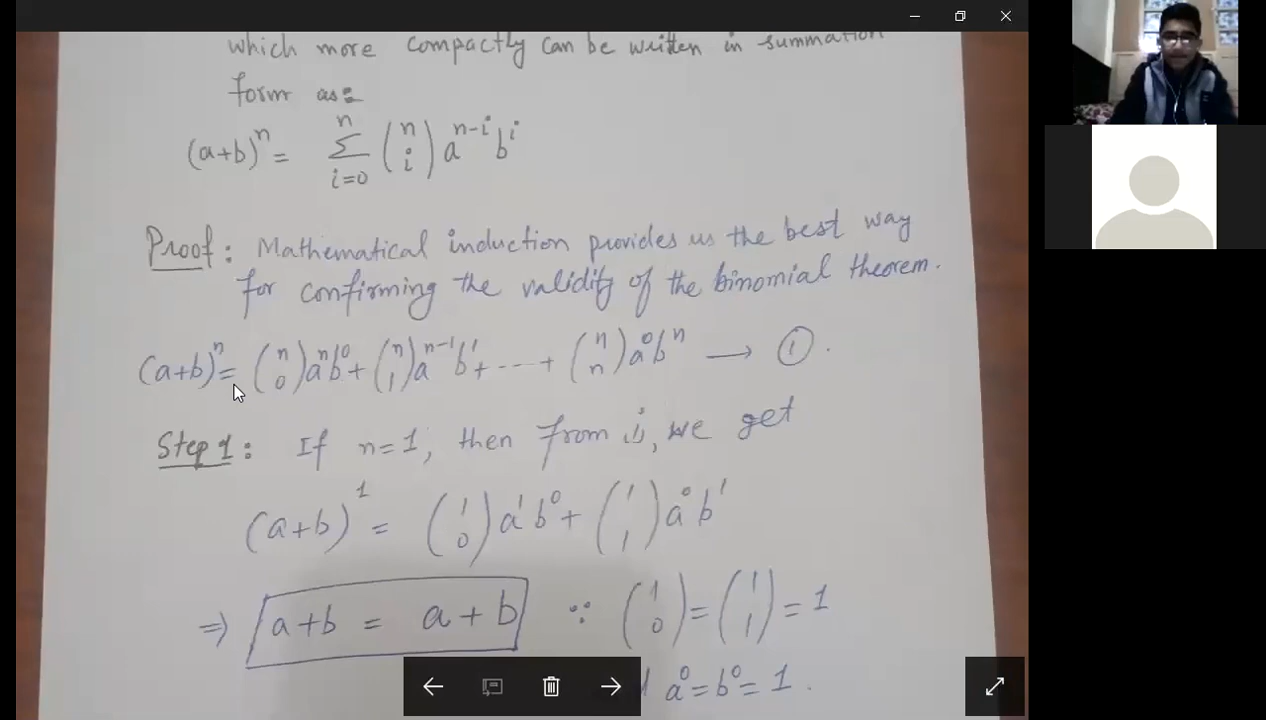 which more compactly can be written in summation
form as:
(a+b)^n = Σ_{i=0}^{n} (n i) a^{n-i} b^i
Proof: Mathematical induction provides us the best way
for confirming the validity of the binomial theorem.
(a+b)^n = (n 0) a^n b^0 + (n 1) a^{n-1} b^1 + ---- + (n n) a^0 b^n → ①.
Step 1: If n=1, then from i, we get
(a+b)^1 = (1 0) a^1 b^0 + (1 1) a^0 b^1
⇒ a+b = a+b ∵ (1 0) = (1 1) = 1
a^0 = b^0 = 1.